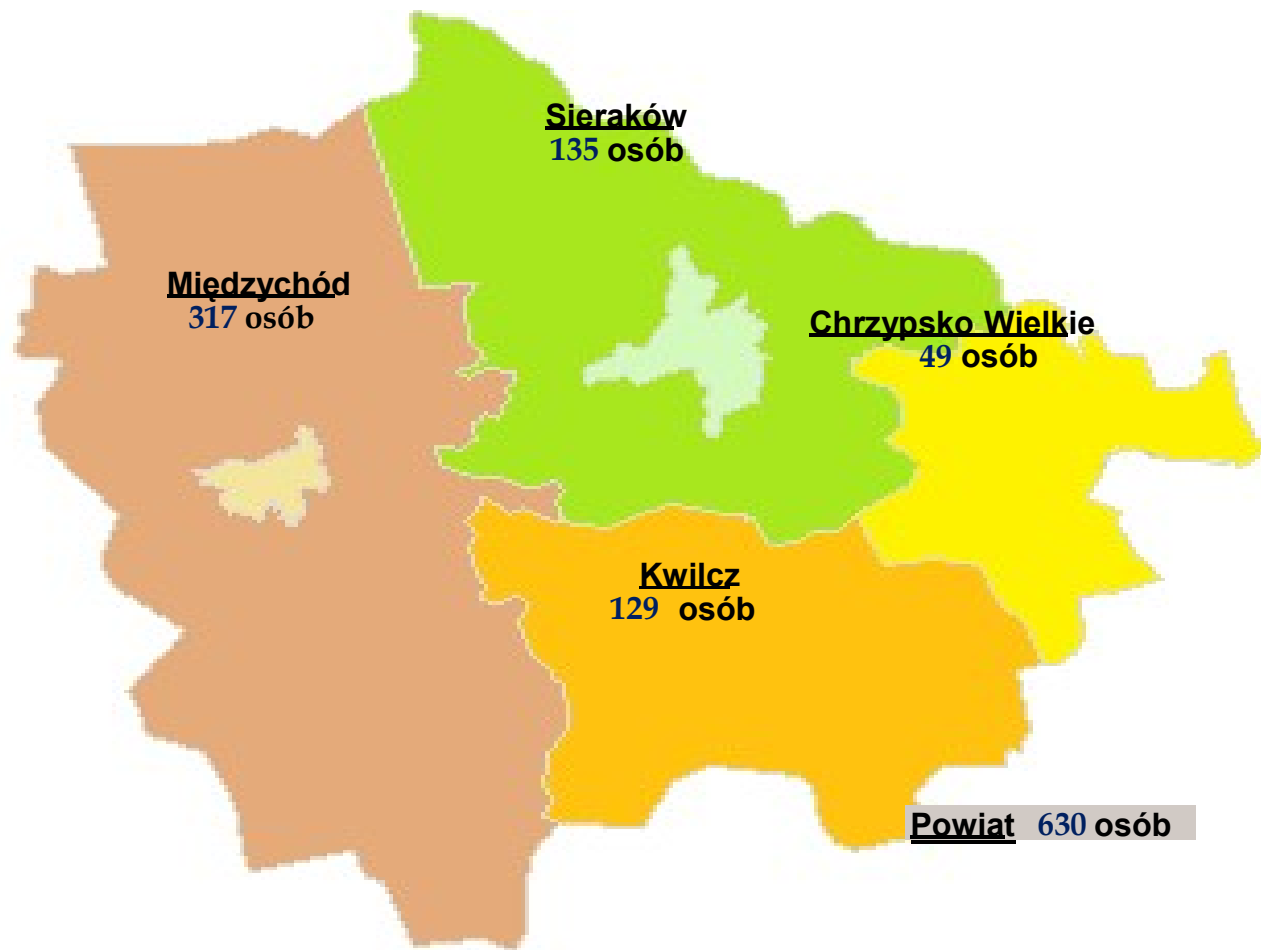 Sieraków
135 osób
Międzychód
317 osób
Chrzypsko Wielkie
49 osób
Kwilcz
129 osób
Powiat 630 osób